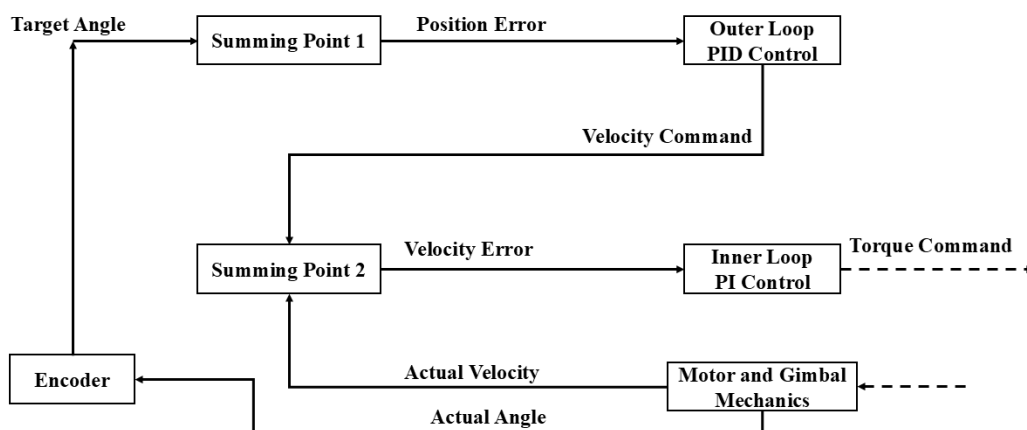 Target Angle
Summing Point 1
Position Error
Outer Loop
PID Control
Velocity Command
Summing Point 2
Velocity Error
Inner Loop
PI Control
Torque Command
Encoder
Actual Velocity
Motor and Gimbal
Mechanics
Actual Angle